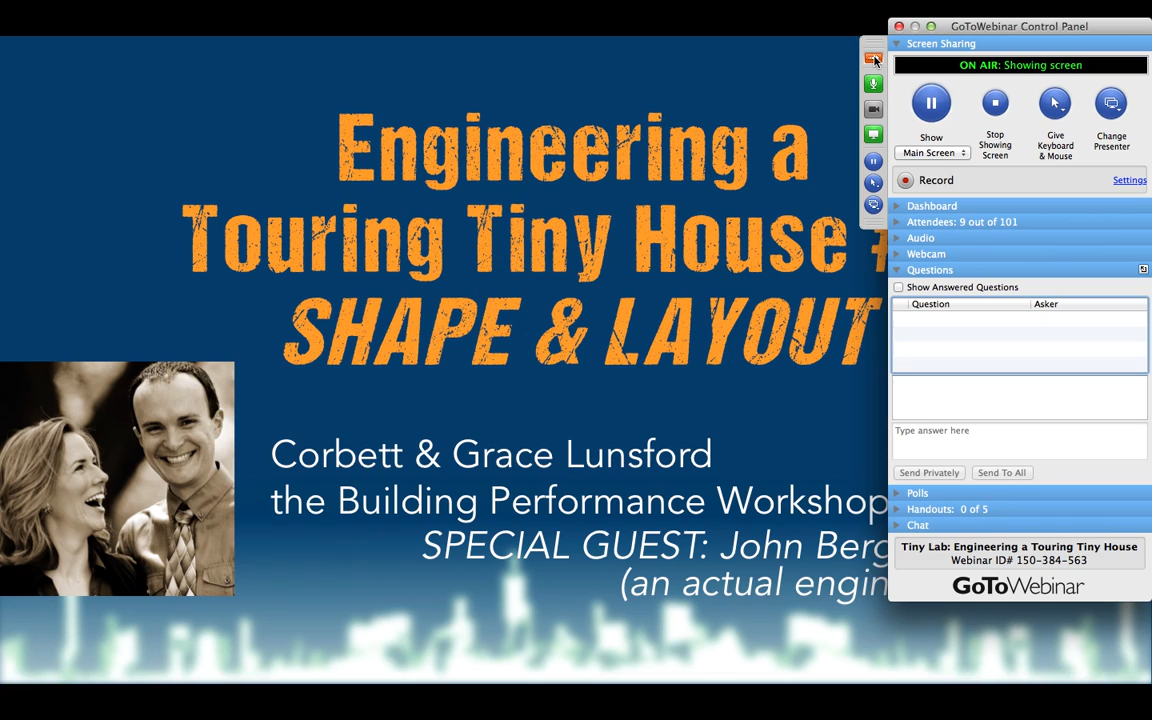 Engineering a
Touring Tiny House
SHAPE & LAYOUT
Corbett & Grace Lunsford
the Building Performance Workshop
SPECIAL GUEST: John Berg
(an actual engin
GoToWebinar Control Panel
Screen Sharing
ON AIR: Showing screen
Show
Main Screen
Stop
Showing
Screen
Give
Keyboard
& Mouse
Change
Presenter
Record
Settings
Dashboard
Attendees: 9 out of 101
Audio
Webcam
Questions
Show Answered Questions
Question Asker
Type answer here
Send Privately Send To All
Polls
Handouts: 0 of 5
Chat
Tiny Lab: Engineering a Touring Tiny House
Webinar ID# 150-384-563
GoToWebinar